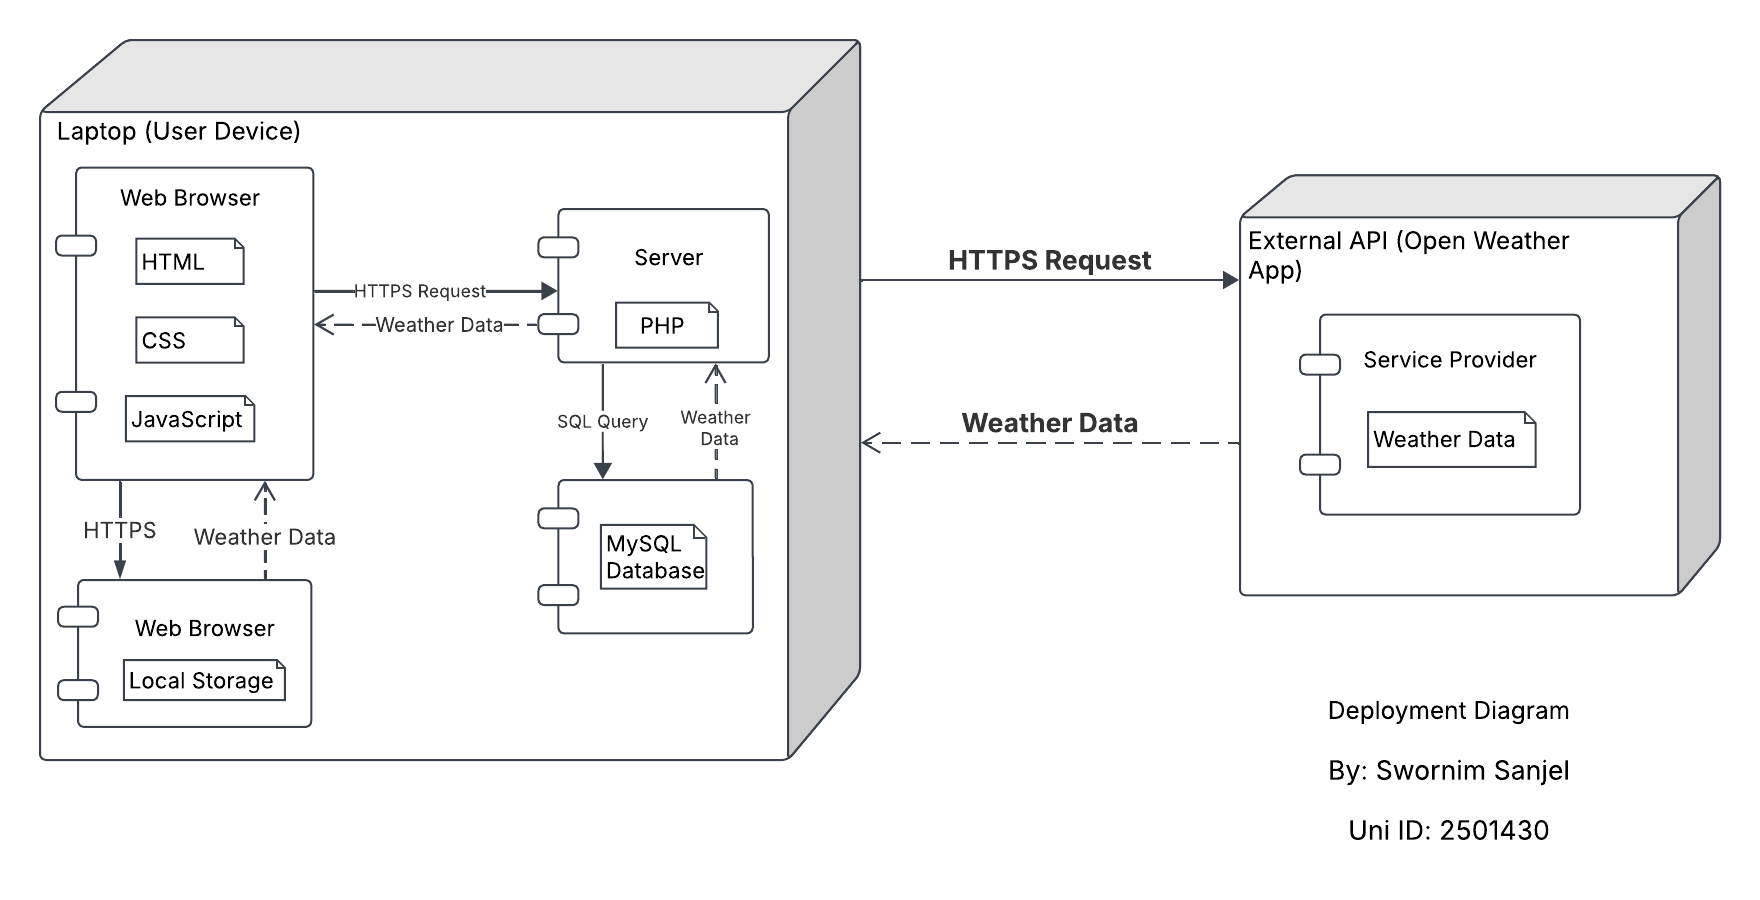 Laptop (User Device)
Web Browser
HTML
CSS
JavaScript
HTTPS Request
Weather Data
Server
PHP
SQL Query
Weather
Data
MySQL
Database
HTTPS
Weather Data
Web Browser
Local Storage
HTTPS Request
Weather Data
External API (Open Weather
App)
Service Provider
Weather Data
Deployment Diagram
By: Swornim Sanjel
Uni ID: 2501430